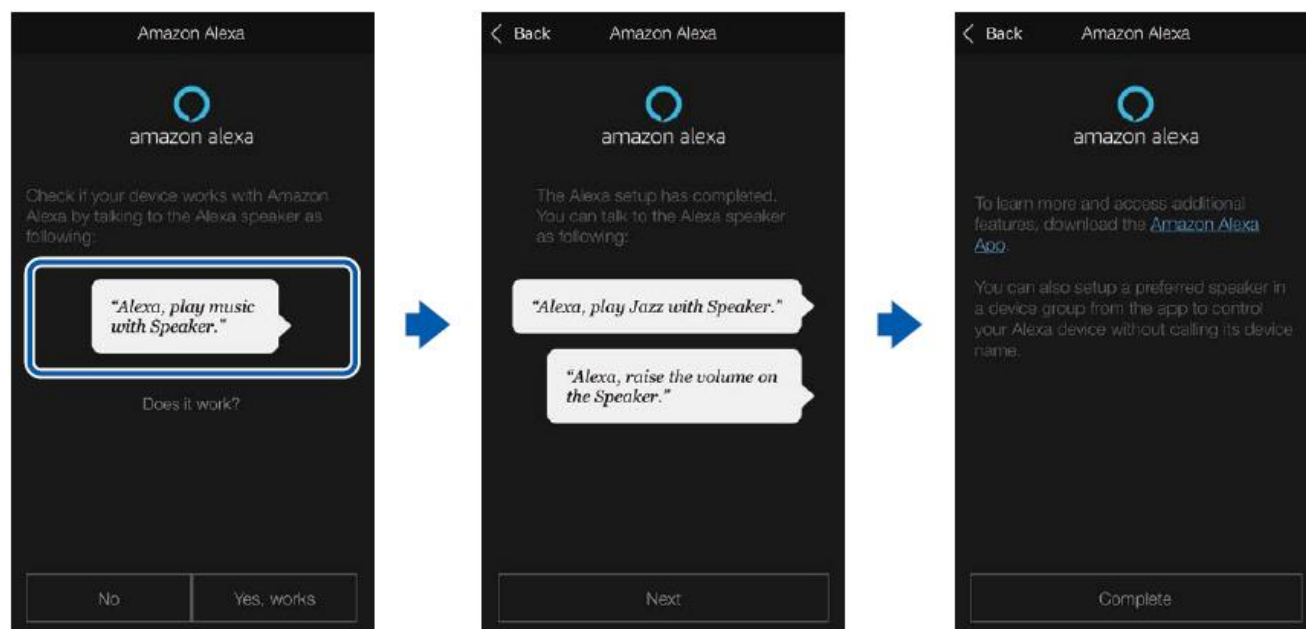 Amazon Alexa
amazon alexa
Check if your device works with Amazon
Alexa by talking to the Alexa speaker as
following:
“Alexa, play music
with Speaker.”
Does it work?
No
Yes, works
Back
Amazon Alexa
amazon alexa
The Alexa setup has completed.
You can talk to the Alexa speaker
as following:
“Alexa, play Jazz with Speaker.”
“Alexa, raise the volume on
the Speaker.”
Next
Back
Amazon Alexa
amazon alexa
To learn more and access additional
features, download the Amazon Alexa
App.
You can also setup a preferred speaker in
a device group from the app to control
your Alexa device without calling its device
name.
Complete